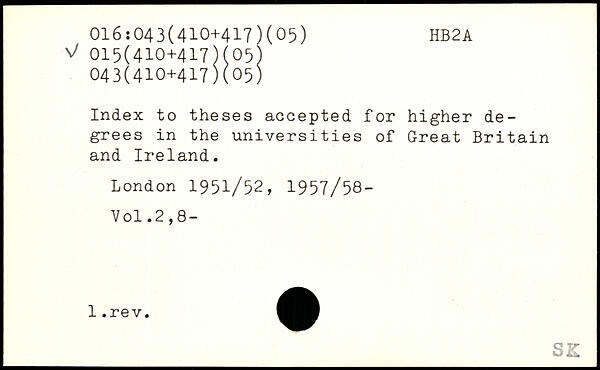 016:043(410+417)(05) HB2A
√ 015(410+417)(05)
043(410+417)(05)
Index to theses accepted for higher de-
grees in the universities of Great Britain
and Ireland.
London 1951/52, 1957/58-
Vol.2,8-
1.rev.
SK